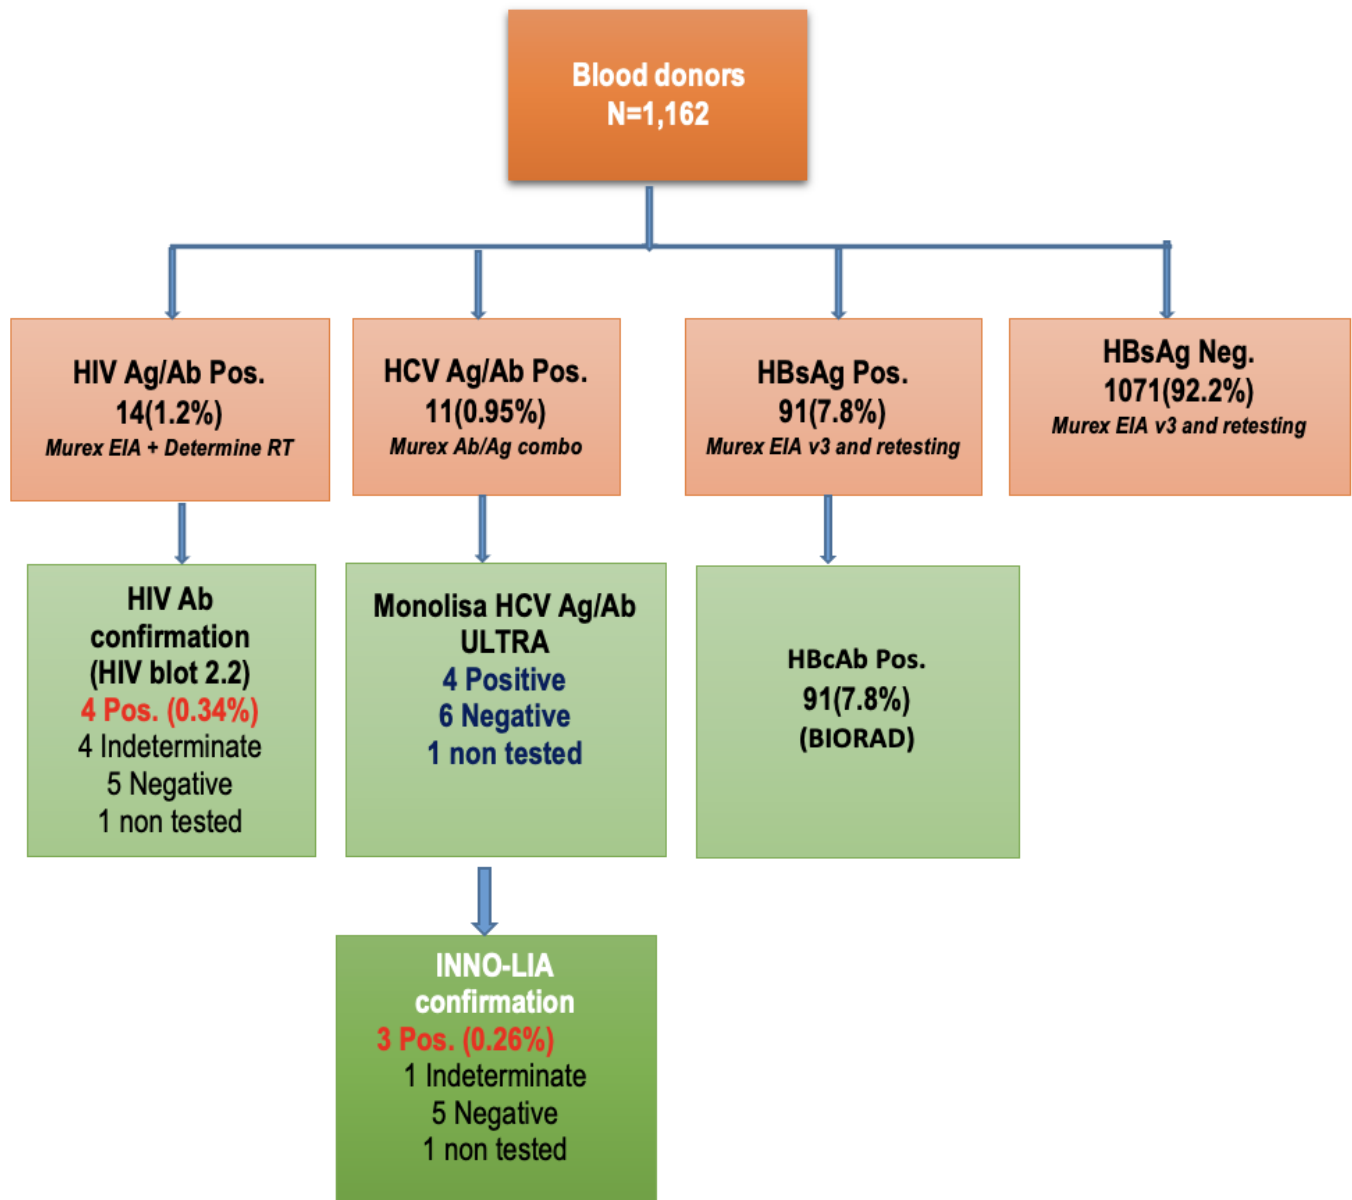 Blood donors
N=1,162
HIV Ag/Ab Pos.
14(1.2%)
Murex EIA + Determine RT
HCV Ag/Ab Pos.
11(0.95%)
Murex Ab/Ag combo
HBsAg Pos.
91(7.8%)
Murex EIA v3 and retesting
HBsAg Neg.
1071(92.2%)
Murex EIA v3 and retesting
HIV Ab
confirmation
(HIV blot 2.2)
4 Pos. (0.34%)
4 Indeterminate
5 Negative
1 non tested
Monolisa HCV Ag/Ab
ULTRA
4 Positive
6 Negative
1 non tested
HBcAb Pos.
91(7.8%)
(BIORAD)
INNO-LIA
confirmation
3 Pos. (0.26%)
1 Indeterminate
5 Negative
1 non tested